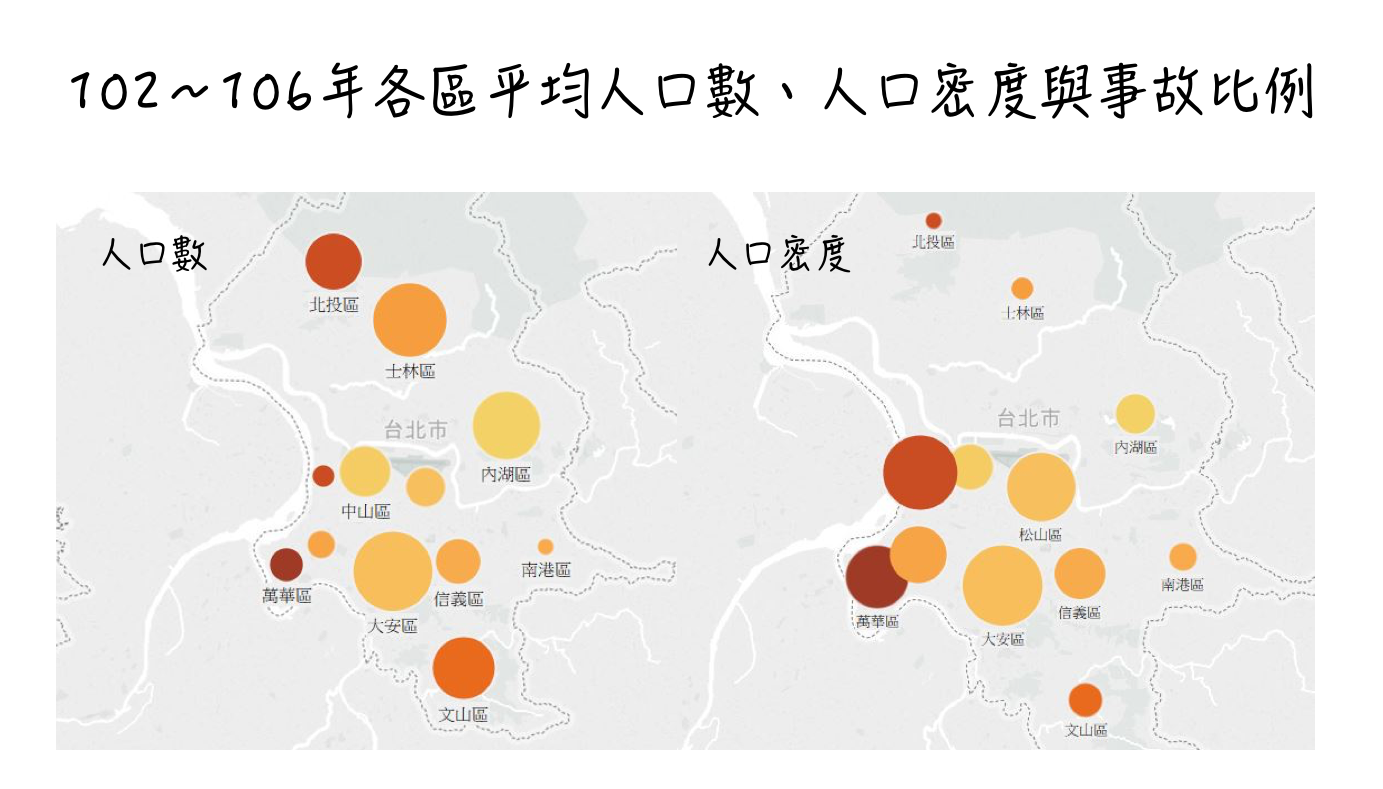 102~106年各區平均人口數、人口密度與事故比例
人口數
北投區
士林區
台北市
內湖區
中山區
南港區
萬華區
信義區
大安區
文山區
人口密度
北投區
士林區
台北市
內湖區
松山區
南港區
信義區
萬華區
大安區
文山區